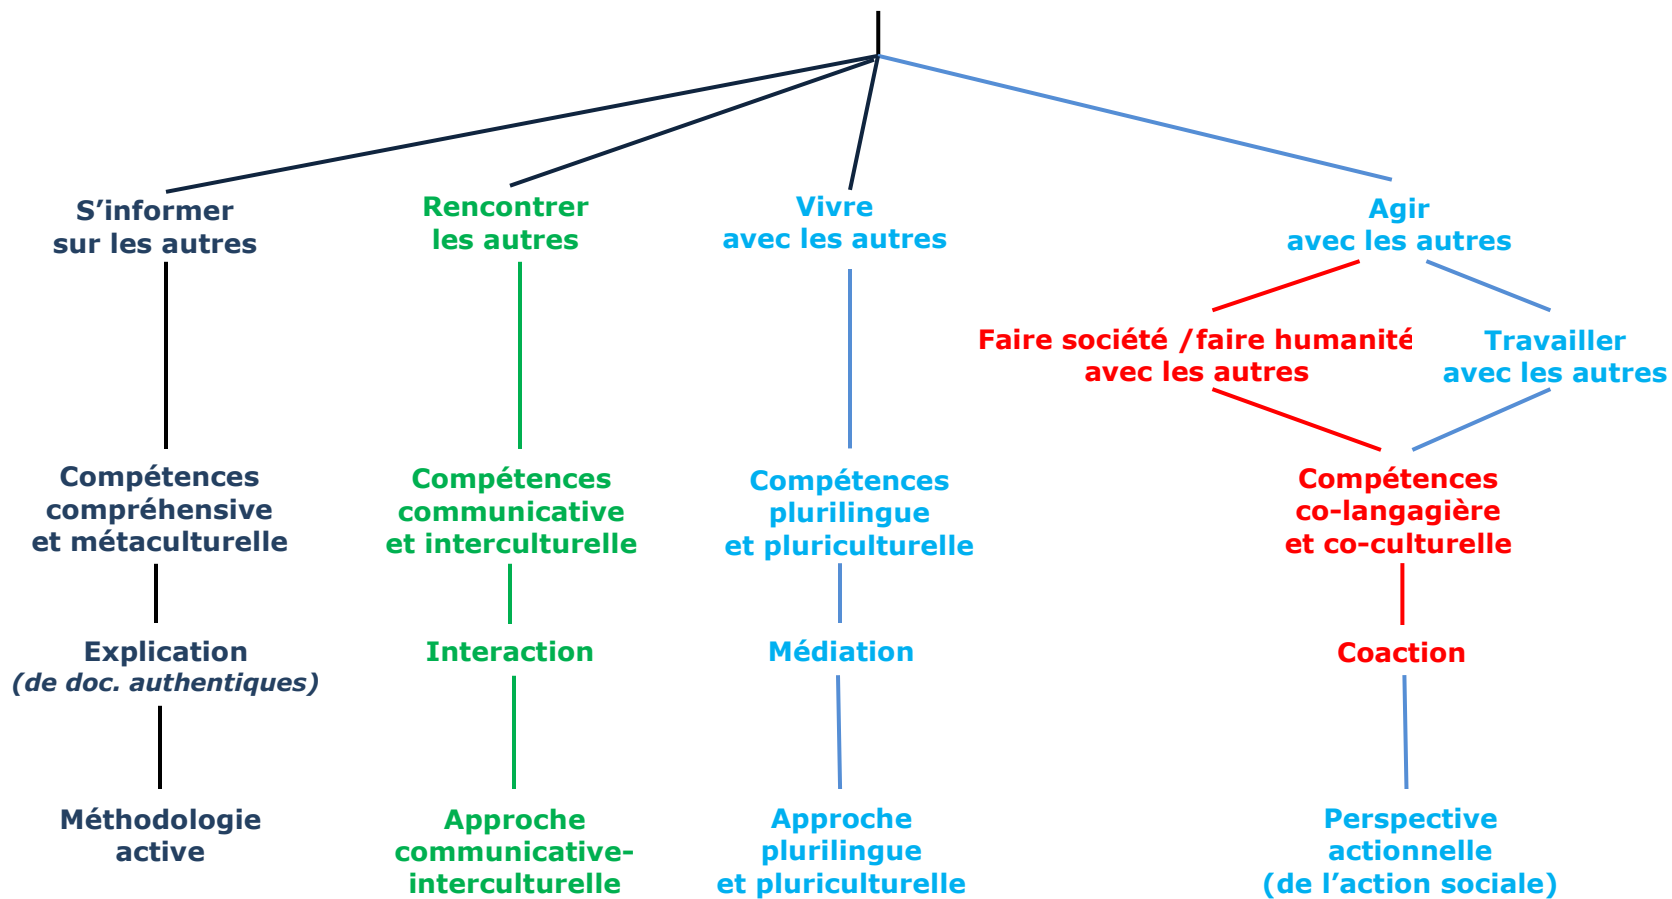 S’informer
sur les autres
Rencontrer
les autres
Vivre
avec les autres
Agir
avec les autres
Faire société /faire humanité
avec les autres
Travailler
avec les autres
Compétences
compréhensive
et métaculturelle
Compétences
communicative
et interculturelle
Compétences
plurilingue
et pluriculturelle
Compétences
co-langagière
et co-culturelle
Explication
(de doc. authentiques)
Interaction
Médiation
Coaction
Méthodologie
active
Approche
communicative-
interculturelle
Approche
plurilingue
et pluriculturelle
Perspective
actionnelle
(de l’action sociale)